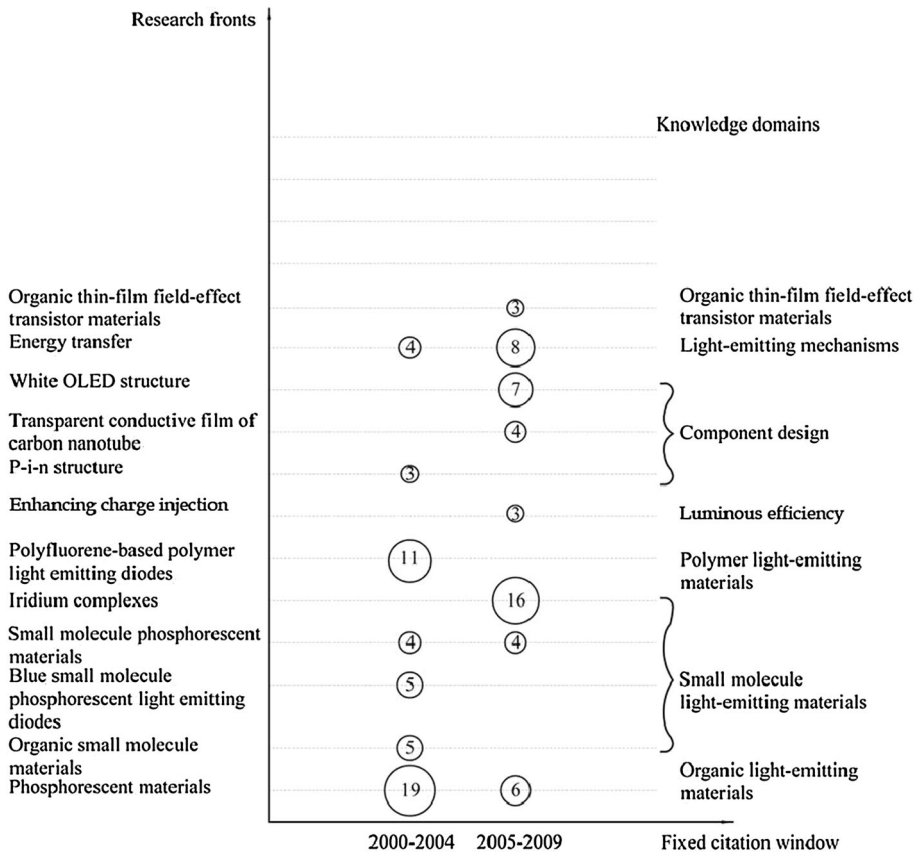 Research fronts
Knowledge domains
Organic thin-film field-effect
transistor materials
3
Organic thin-film field-effect
transistor materials
Energy transfer
4
8
Light-emitting mechanisms
White OLED structure
7
Transparent conductive film of
carbon nanotube
4
Component design
P-i-n structure
3
Enhancing charge injection
3
Luminous efficiency
Polyfluorene-based polymer
light emitting diodes
11
Polymer light-emitting
materials
Iridium complexes
16
Small molecule phosphorescent
materials
4
4
Blue small molecule
phosphorescent light emitting
diodes
5
Small molecule
light-emitting materials
Organic small molecule
materials
5
Phosphorescent materials
19
6
Organic light-emitting
materials
2000-2004
2005-2009
Fixed citation window